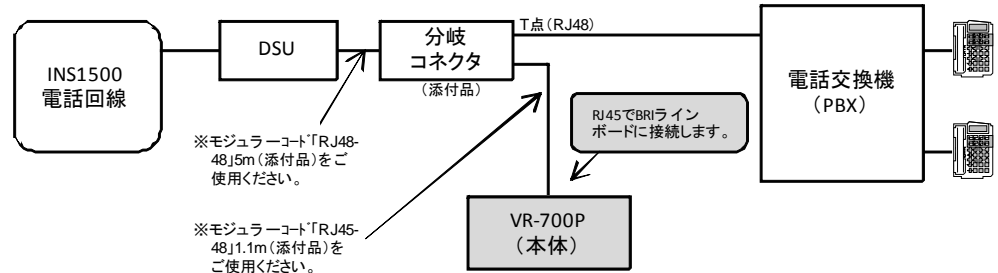 INS1500
電話回線
DSU
分岐
コネクタ
(添付品)
T点(RJ48)
電話交換機
(PBX)
RJ45でBRIライン
ボードに接続します。
※モジュラーコード「RJ48-
48」5m(添付品)をご
使用ください。
VR-700P
(本体)
※モジュラーコード「RJ45-
48」1.1m(添付品)を
ご使用ください。